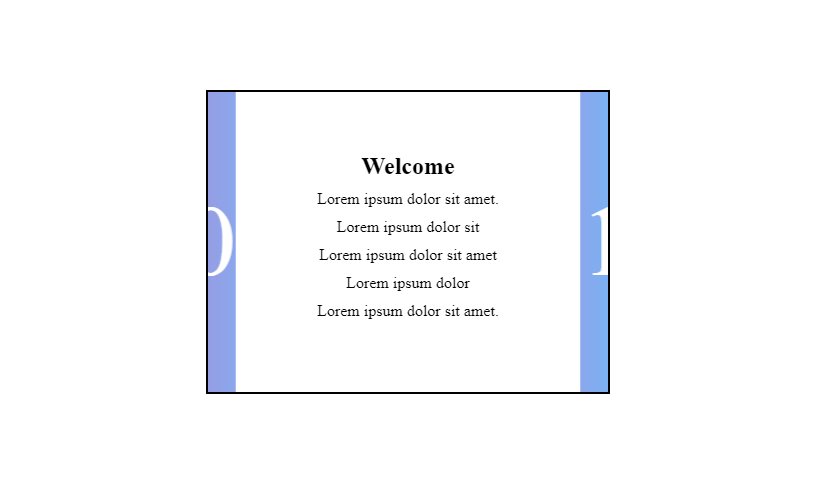 Welcome
Lorem ipsum dolor sit amet.
Lorem ipsum dolor sit
0
1
Lorem ipsum dolor sit amet
Lorem ipsum dolor
Lorem ipsum dolor sit amet.